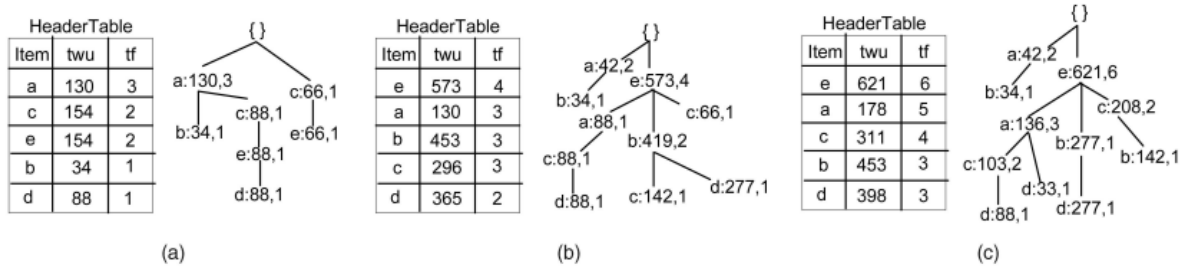 HeaderTable
Item twu tf
a 130 3
c 154 2
e 154 2
b 34 1
d 88 1
{ }
a:130,3
c:66,1
b:34,1
c:88,1
e:66,1
e:88,1
d:88,1
(a)
HeaderTable
Item twu tf
e 573 4
a 130 3
b 453 3
c 296 3
d 365 2
{ }
a:42,2
e:573,4
b:34,1
a:88,1
c:66,1
b:419,2
c:88,1
d:88,1
c:142,1
d:277,1
(b)
HeaderTable
Item twu tf
e 621 6
a 178 5
c 311 4
b 453 3
d 398 3
{ }
a:42,2
e:621,6
b:34,1
a:136,3
c:208,2
b:277,1
c:103,2
b:142,1
d:33,1
d:88,1
d:277,1
(c)